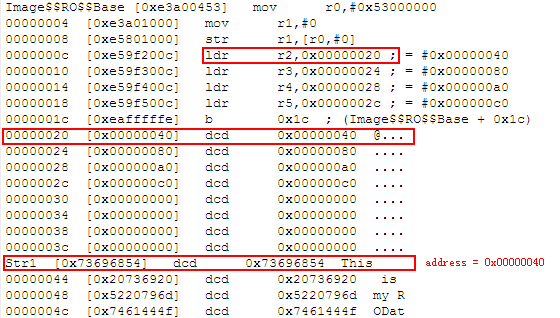 Image$$RO$$Base [0xe3a00453] mov r0,#0x53000000
00000004 [0xe3a01000] mov r1,#0
00000008 [0xe5801000] str r1,[r0,#0]
0000000c [0xe59f200c] ldr r2,0x00000020 ; = #0x00000040
00000010 [0xe59f300c] ldr r3,0x00000024 ; = #0x00000080
00000014 [0xe59f400c] ldr r4,0x00000028 ; = #0x000000a0
00000018 [0xe59f500c] ldr r5,0x0000002c ; = #0x000000c0
0000001c [0xeafffffe] b 0x1c ; (Image$$RO$$Base + 0x1c)
00000020 [0x00000040] dcd 0x00000040 @...
00000024 [0x00000080] dcd 0x00000080 ....
00000028 [0x000000a0] dcd 0x000000a0 ....
0000002c [0x000000c0] dcd 0x000000c0 ....
00000030 [0x00000000] dcd 0x00000000 ....
00000034 [0x00000000] dcd 0x00000000 ....
00000038 [0x00000000] dcd 0x00000000 ....
0000003c [0x00000000] dcd 0x00000000 ....
Str1 [0x73696854] dcd 0x73696854 This address = 0x00000040
00000044 [0x20736920] dcd 0x20736920 is
00000048 [0x5220796d] dcd 0x5220796d my R
0000004c [0x7461444f] dcd 0x7461444f ODat